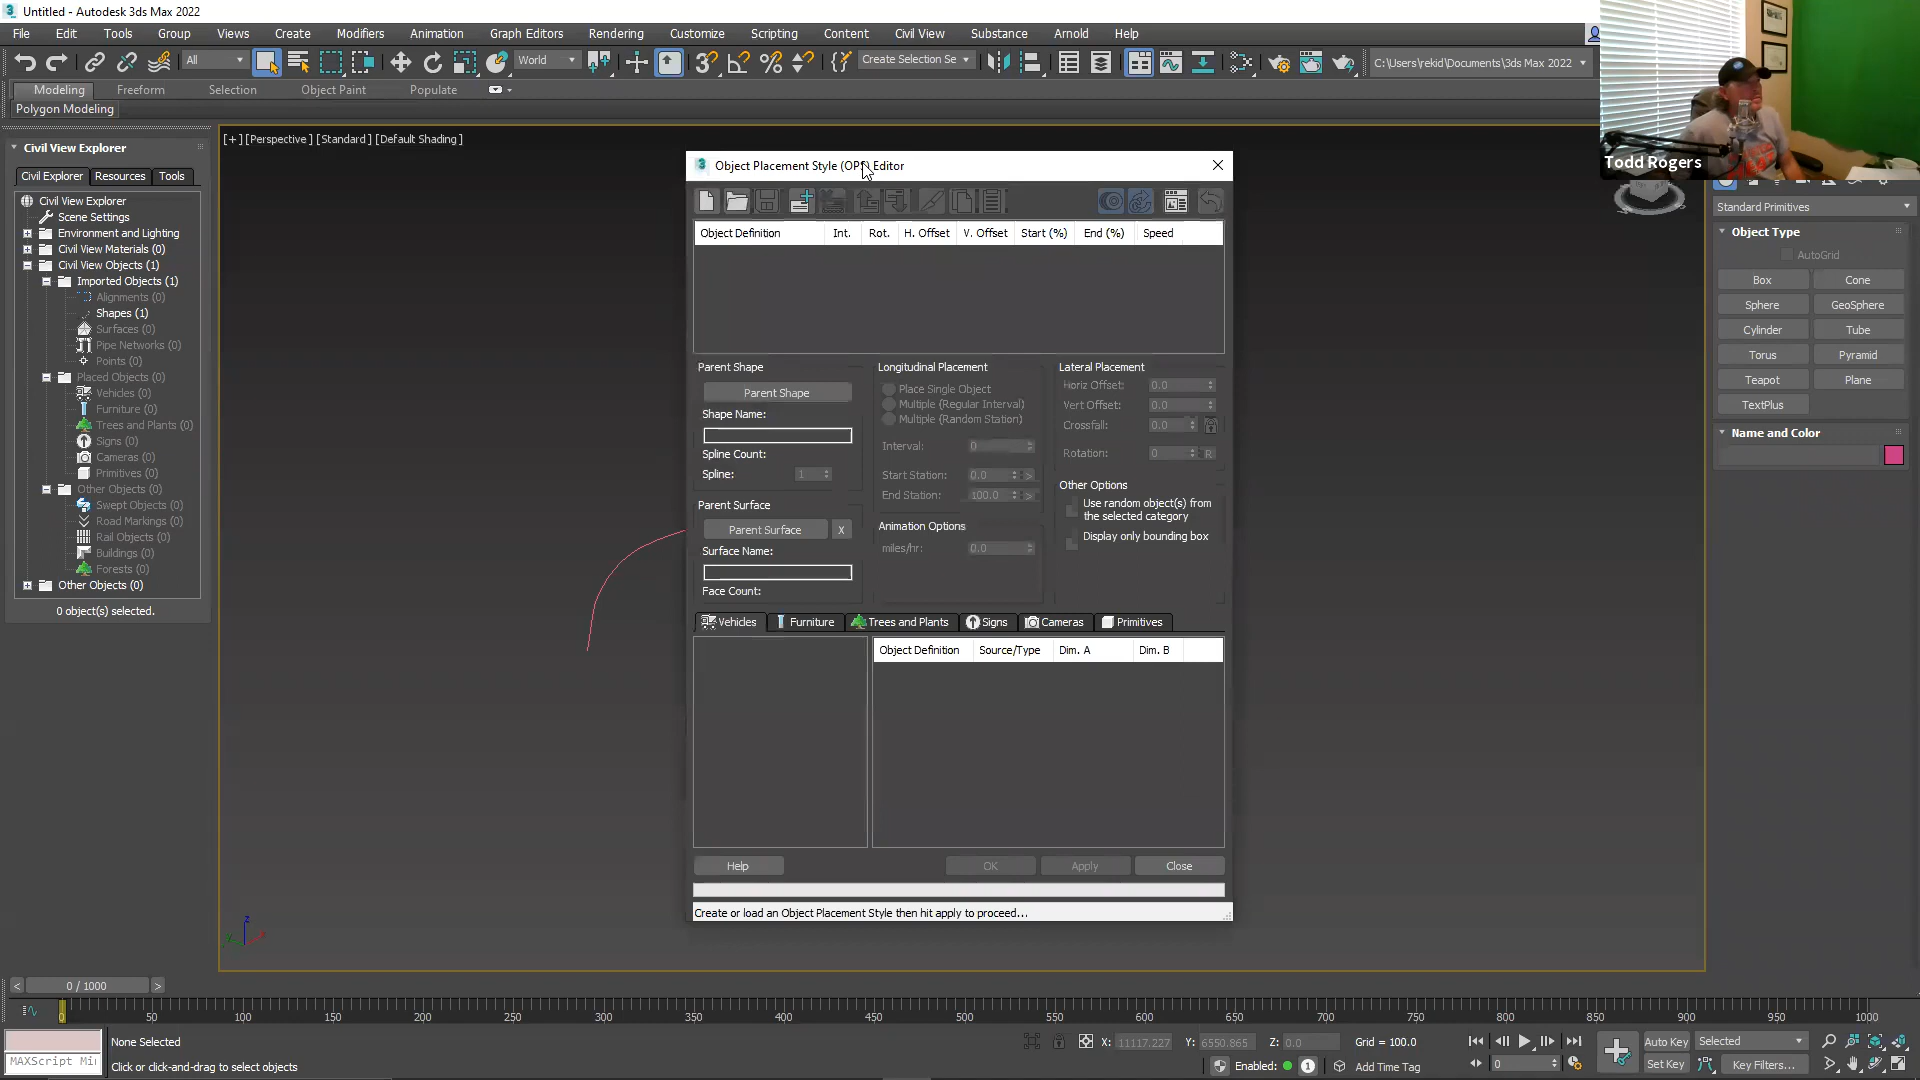 Untitled - Autodesk 3ds Max 2022
File Edit Tools Group Views Create Modifiers Animation Graph Editors Rendering Customize Scripting Content Civil View Substance Arnold Help
All World Create Selection Se C:\Users\rekid\Documents\3ds Max 2022
Modeling Freeform Selection Object Paint Populate
Polygon Modeling
Todd Rogers
Civil View Explorer
Civil Explorer Resources Tools
Civil View Explorer
Scene Settings
Environment and Lighting
Civil View Materials (0)
Civil View Objects (1)
Imported Objects (1)
Alignments (0)
Shapes (1)
Surfaces (0)
Pipe Networks (0)
Points (0)
Placed Objects (0)
Vehicles (0)
Furniture (0)
Trees and Plants (0)
Signs (0)
Cameras (0)
Primitives (0)
Other Objects (0)
Swept Objects (0)
Road Markings (0)
Rail Objects (0)
Buildings (0)
Forests (0)
Other Objects (0)
0 object(s) selected.
[+] [Perspective] [Standard] [Default Shading]
Object Placement Style (OPS) Editor
Object Definition Int. Rot. H. Offset V. Offset Start (%) End (%) Speed
Parent Shape
Parent Shape
Shape Name:
Spline Count:
Spline: 1
Parent Surface
Parent Surface X
Surface Name:
Face Count:
Longitudinal Placement
Place Single Object
Multiple (Regular Interval)
Multiple (Random Station)
Interval: 0
Start Station: 0.0 >
End Station: 100.0 >
Animation Options
miles/hr: 0.0
Lateral Placement
Horiz Offset: 0.0
Vert Offset: 0.0
Crossfall: 0.0
Rotation: 0 R
Other Options
Use random object(s) from
the selected category
Display only bounding box
Vehicles Furniture Trees and Plants Signs Cameras Primitives
Object Definition Source/Type Dim. A Dim. B
Help OK Apply Close
Create or load an Object Placement Style then hit apply to proceed...
Standard Primitives
Object Type
AutoGrid
Box Cone
Sphere GeoSphere
Cylinder Tube
Torus Pyramid
Teapot Plane
TextPlus
Name and Color
z
x
y
< 0 / 1000 >
0 50 100 150 200 250 300 350 400 450 500 550 600 650 700 750 800 850 900 950 1000
None Selected X: 11117.227 Y: 6550.865 Z: 0.0 Grid = 100.0 Auto Key Selected
MAXScript Mi Click or click-and-drag to select objects Enabled: 1 Add Time Tag Set Key 0 Key Filters...